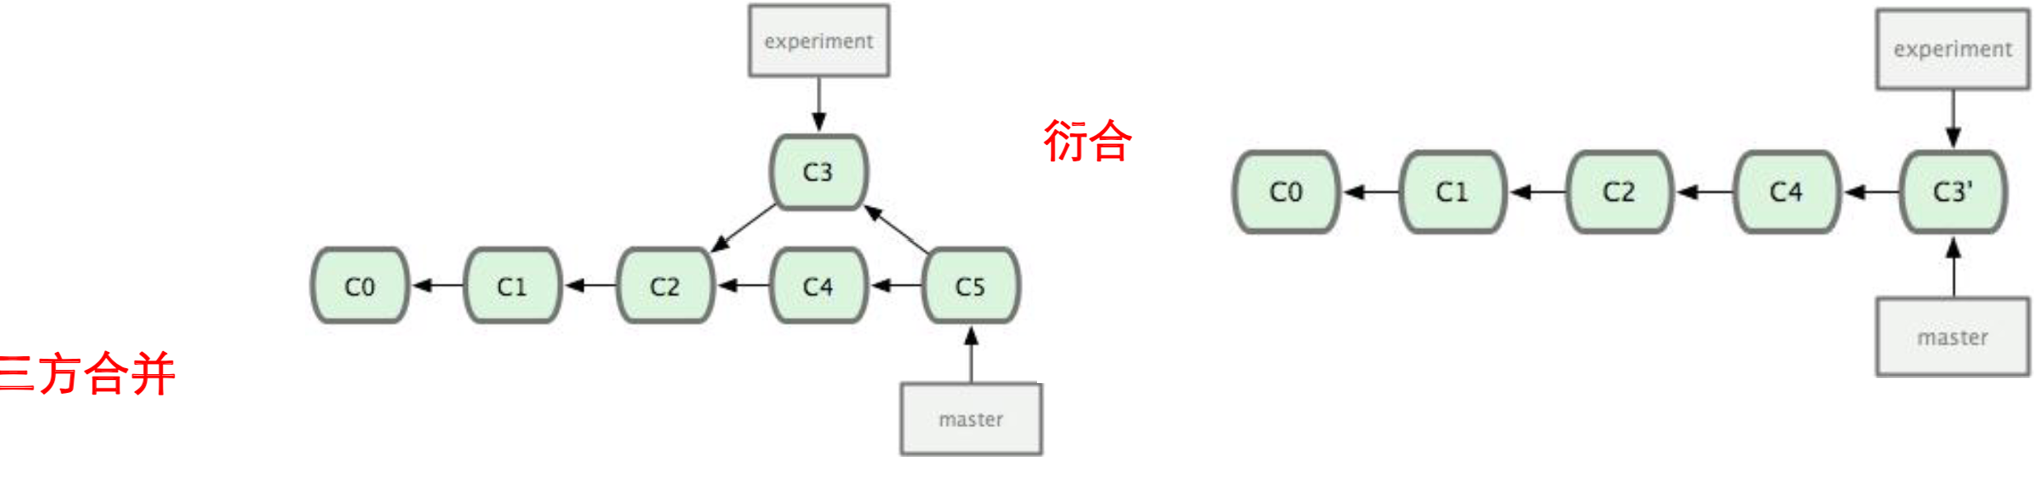 experiment
C3
C0 C1 C2 C4 C5
master
三方合并
衍合
experiment
C0 C1 C2 C4 C3'
master